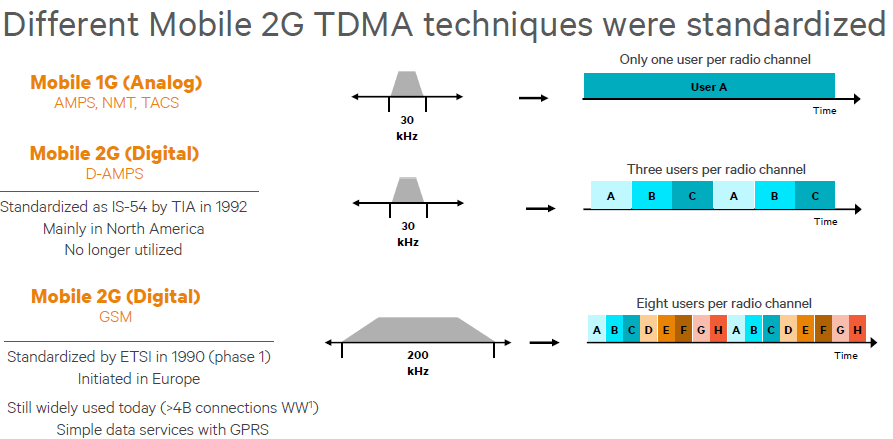 Different Mobile 2G TDMA techniques were standardized
Mobile 1G (Analog)
AMPS, NMT, TACS
30
kHz
Only one user per radio channel
User A
Time
Mobile 2G (Digital)
D-AMPS
Standardized as IS-54 by TIA in 1992
Mainly in North America
No longer utilized
30
kHz
Three users per radio channel
A B C A B C
Time
Mobile 2G (Digital)
GSM
Standardized by ETSI in 1990 (phase 1)
Initiated in Europe
Still widely used today (>4B connections WW¹)
Simple data services with GPRS
200
kHz
Eight users per radio channel
A B C D E F G H A B C D E F G H
Time